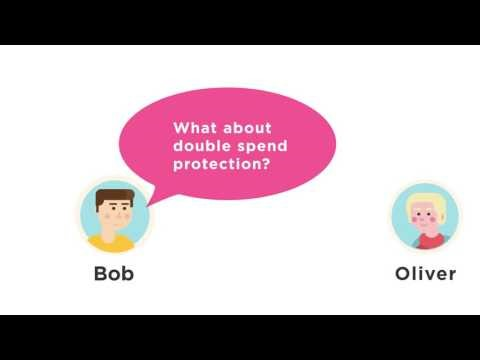 What about
double spend
protection?
Bob
Oliver